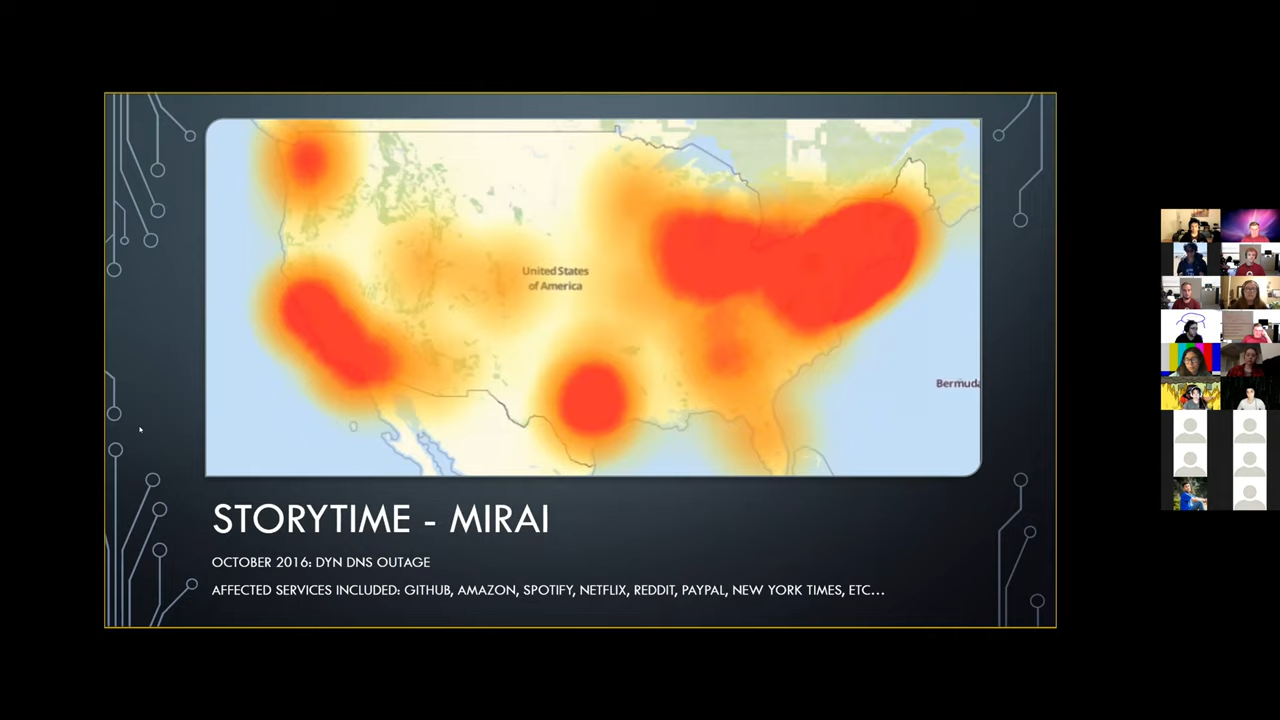 United States
of America
Bermuda
STORYTIME - MIRAI
OCTOBER 2016: DYN DNS OUTAGE
AFFECTED SERVICES INCLUDED: GITHUB, AMAZON, SPOTIFY, NETFLIX, REDDIT, PAYPAL, NEW YORK TIMES, ETC...